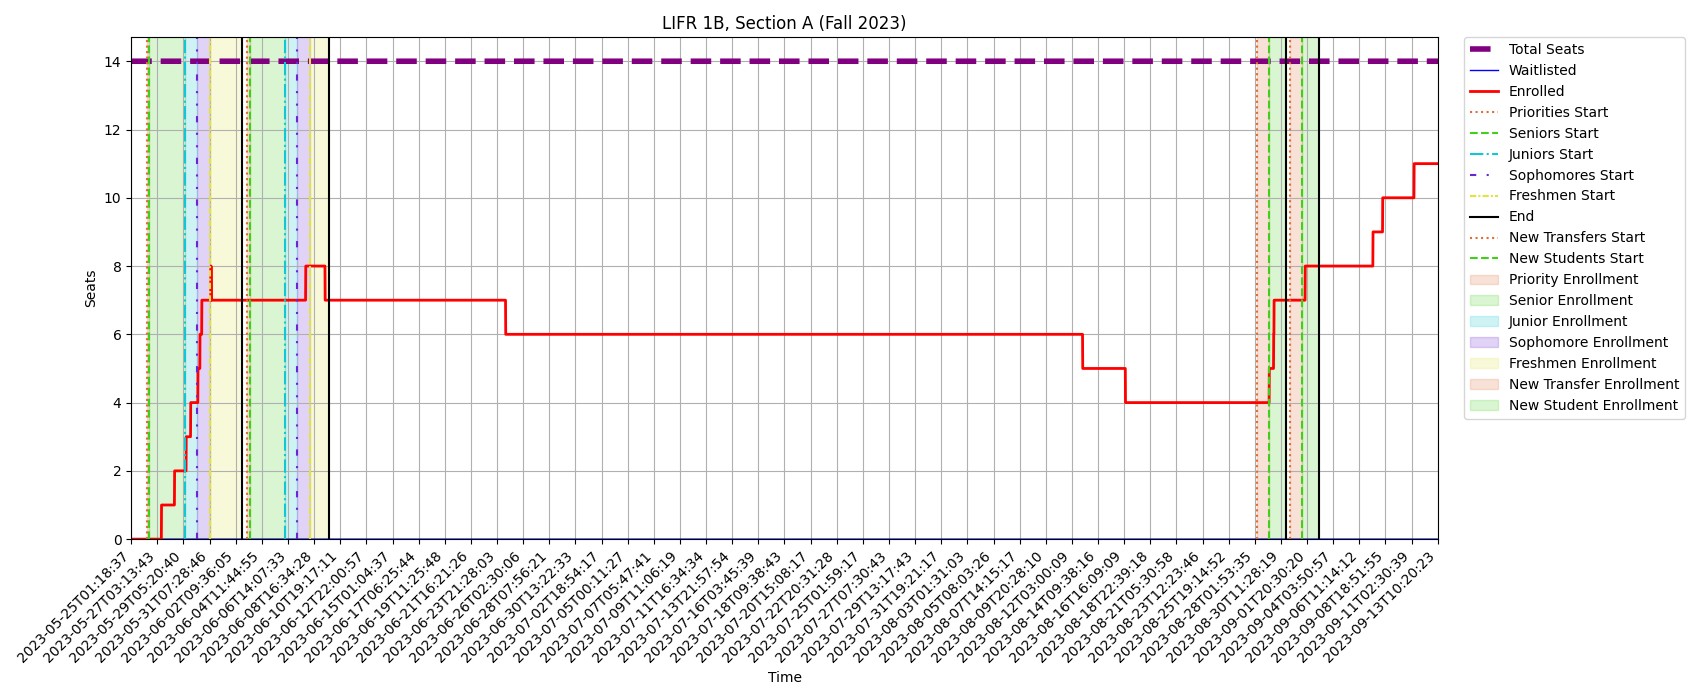 LIFR 1B, Section A (Fall 2023)
Seats
14
12
10
8
6
4
2
0
2023-05-25T01:18:37
2023-05-27T03:13:43
2023-05-29T05:20:40
2023-05-31T07:28:46
2023-06-02T09:36:05
2023-06-04T11:44:55
2023-06-06T14:07:33
2023-06-08T16:34:28
2023-06-10T19:17:11
2023-06-12T22:00:57
2023-06-15T01:04:37
2023-06-17T06:25:44
2023-06-19T11:25:48
2023-06-21T16:21:26
2023-06-23T21:28:03
2023-06-26T02:30:06
2023-06-28T07:56:21
2023-06-30T13:22:33
2023-07-02T18:54:17
2023-07-05T00:11:27
2023-07-07T05:47:41
2023-07-09T11:06:19
2023-07-11T16:34:34
2023-07-13T21:57:54
2023-07-16T03:45:39
2023-07-18T09:38:43
2023-07-20T15:08:17
2023-07-22T20:31:28
2023-07-25T01:59:17
2023-07-27T07:30:43
2023-07-29T13:17:43
2023-07-31T19:21:17
2023-08-03T01:31:03
2023-08-05T08:03:26
2023-08-07T14:15:17
2023-08-09T20:28:10
2023-08-12T03:00:09
2023-08-14T09:38:16
2023-08-16T16:09:09
2023-08-18T22:39:18
2023-08-21T05:30:58
2023-08-23T12:23:46
2023-08-25T19:14:52
2023-08-28T01:53:35
2023-08-30T11:28:19
2023-09-01T20:30:20
2023-09-04T03:50:57
2023-09-06T11:14:12
2023-09-08T18:51:55
2023-09-11T02:30:39
2023-09-13T10:20:23
Time
Total Seats
Waitlisted
Enrolled
Priorities Start
Seniors Start
Juniors Start
Sophomores Start
Freshmen Start
End
New Transfers Start
New Students Start
Priority Enrollment
Senior Enrollment
Junior Enrollment
Sophomore Enrollment
Freshmen Enrollment
New Transfer Enrollment
New Student Enrollment